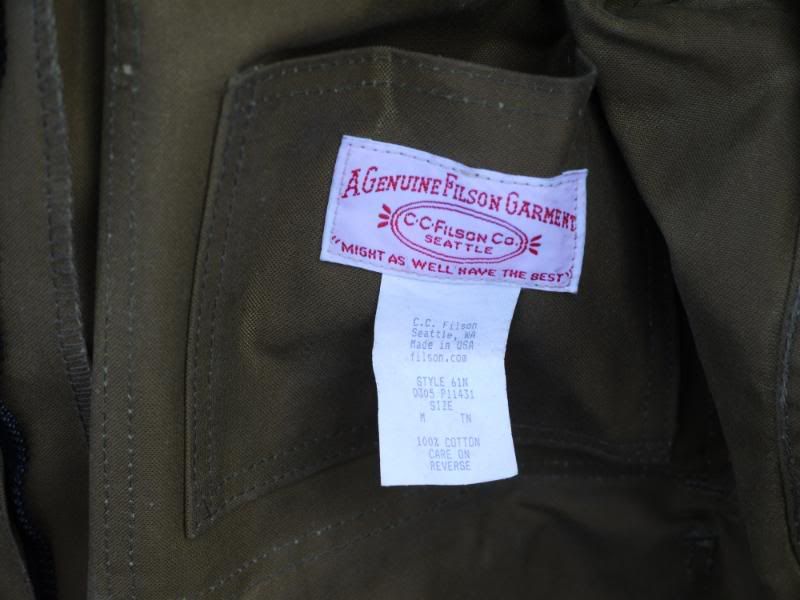 A GENUINE FILSON GARMENT
C·C·FILSON CO.
SEATTLE
"MIGHT AS WELL HAVE THE BEST"
C.C. Filson
Seattle, WA
Made in USA
filson.com
STYLE 61N
0305 P11431
SIZE
M TN
100% COTTON
CARE ON
REVERSE